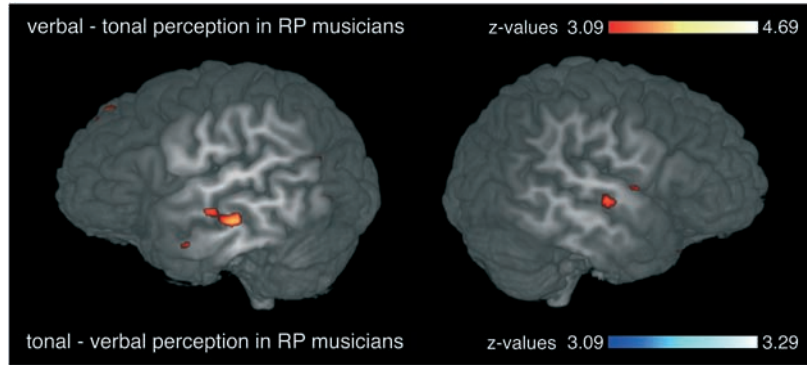 verbal - tonal perception in RP musicians z-values 3.09 4.69
tonal - verbal perception in RP musicians z-values 3.09 3.29